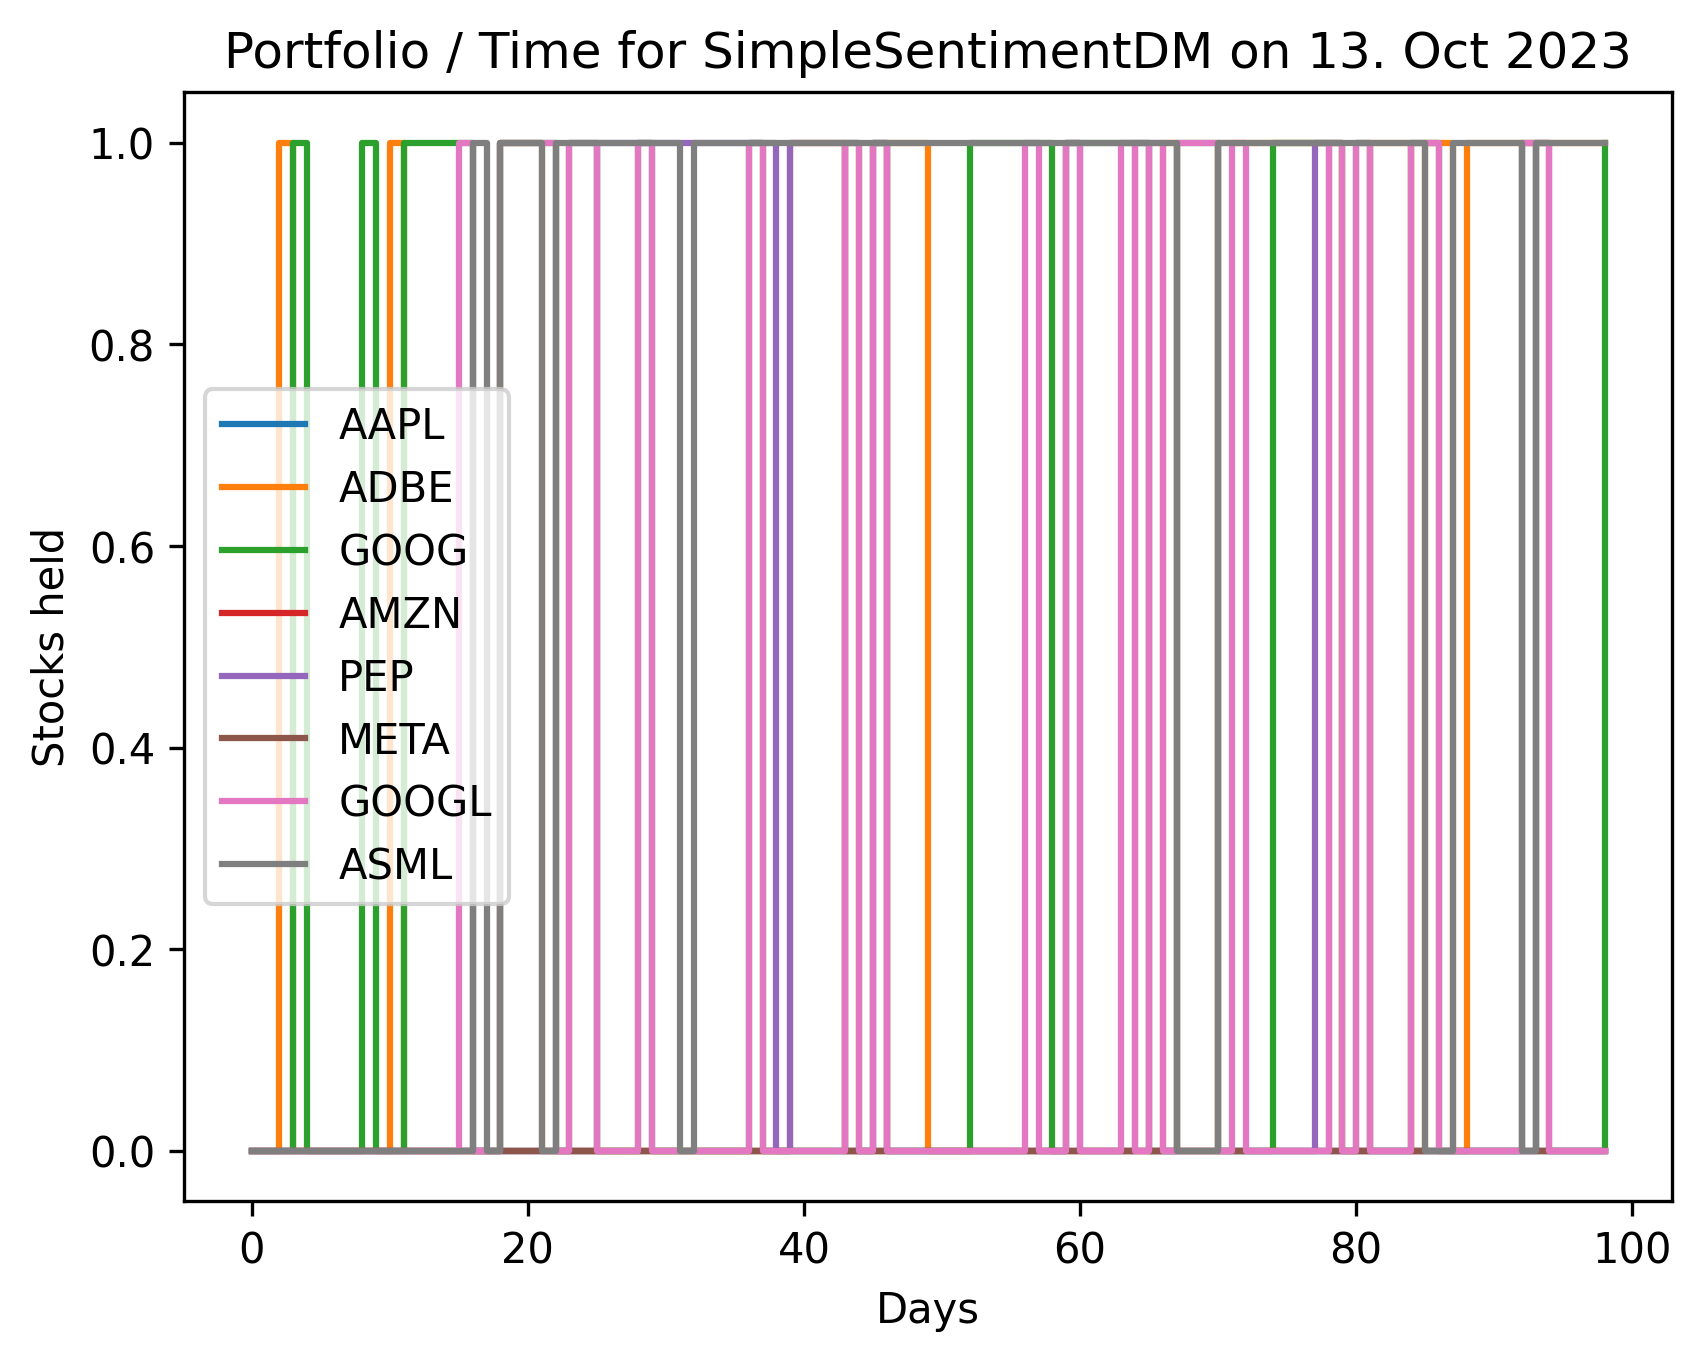 Portfolio / Time for SimpleSentimentDM on 13. Oct 2023
1.0
0.8
0.6
0.4
0.2
0.0
Stocks held
AAPL
ADBE
GOOG
AMZN
PEP
META
GOOGL
ASML
0 20 40 60 80 100
Days